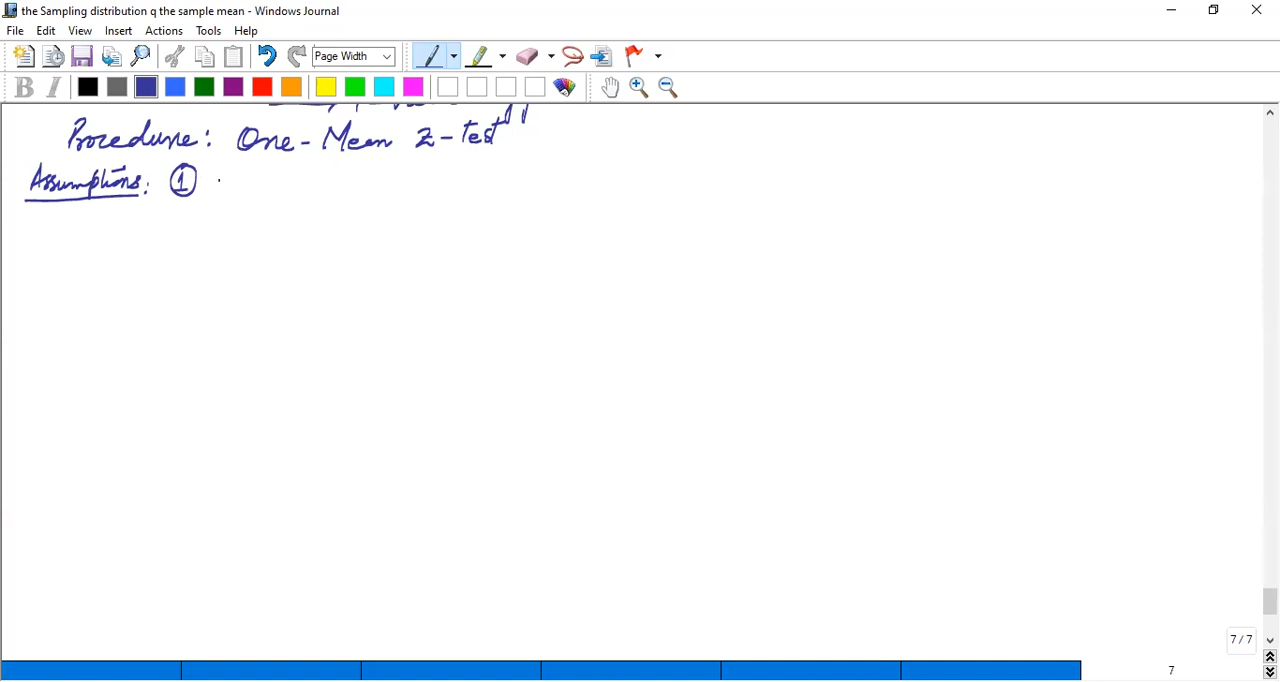 the Sampling distribution q the sample mean - Windows Journal
File Edit View Insert Actions Tools Help
Page Width
B I
Procedure: One-Mean z-test
Assumptions: ①
7/7
7